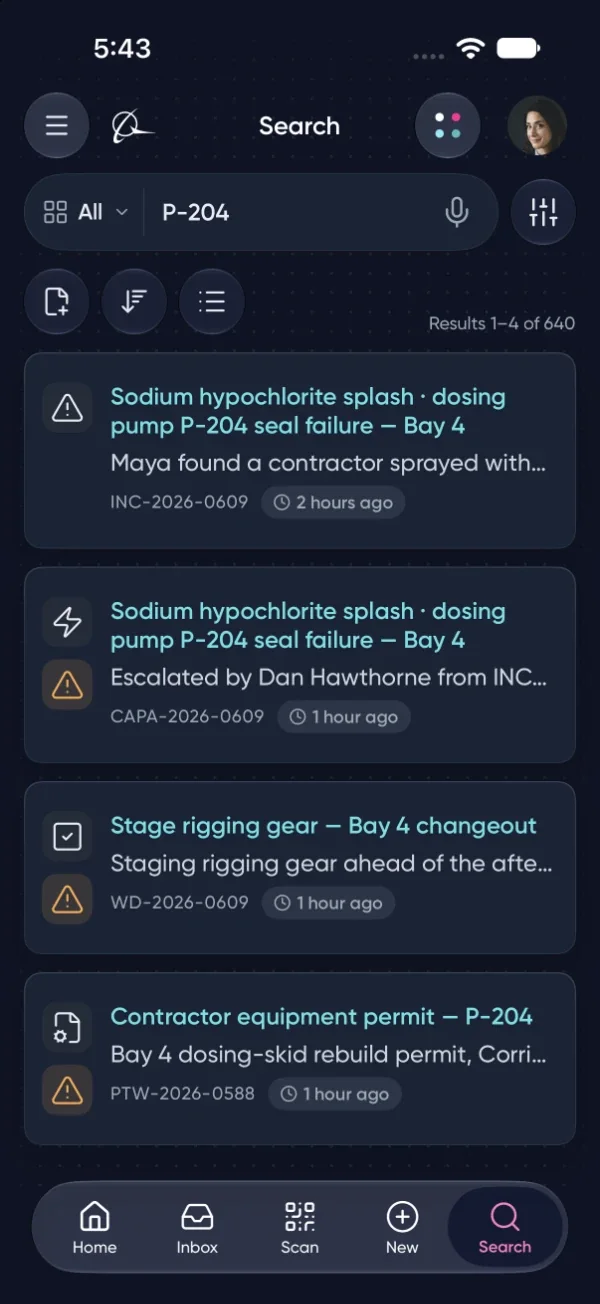 5:43
Search
All
P-204
Results 1–4 of 640
Sodium hypochlorite splash · dosing
pump P-204 seal failure — Bay 4
Maya found a contractor sprayed with...
INC-2026-0609
2 hours ago
Sodium hypochlorite splash · dosing
pump P-204 seal failure — Bay 4
Escalated by Dan Hawthorne from INC...
CAPA-2026-0609
1 hour ago
Stage rigging gear — Bay 4 changeout
Staging rigging gear ahead of the afte...
WD-2026-0609
1 hour ago
Contractor equipment permit — P-204
Bay 4 dosing-skid rebuild permit, Corri...
PTW-2026-0588
1 hour ago
Home
Inbox
Scan
New
Search